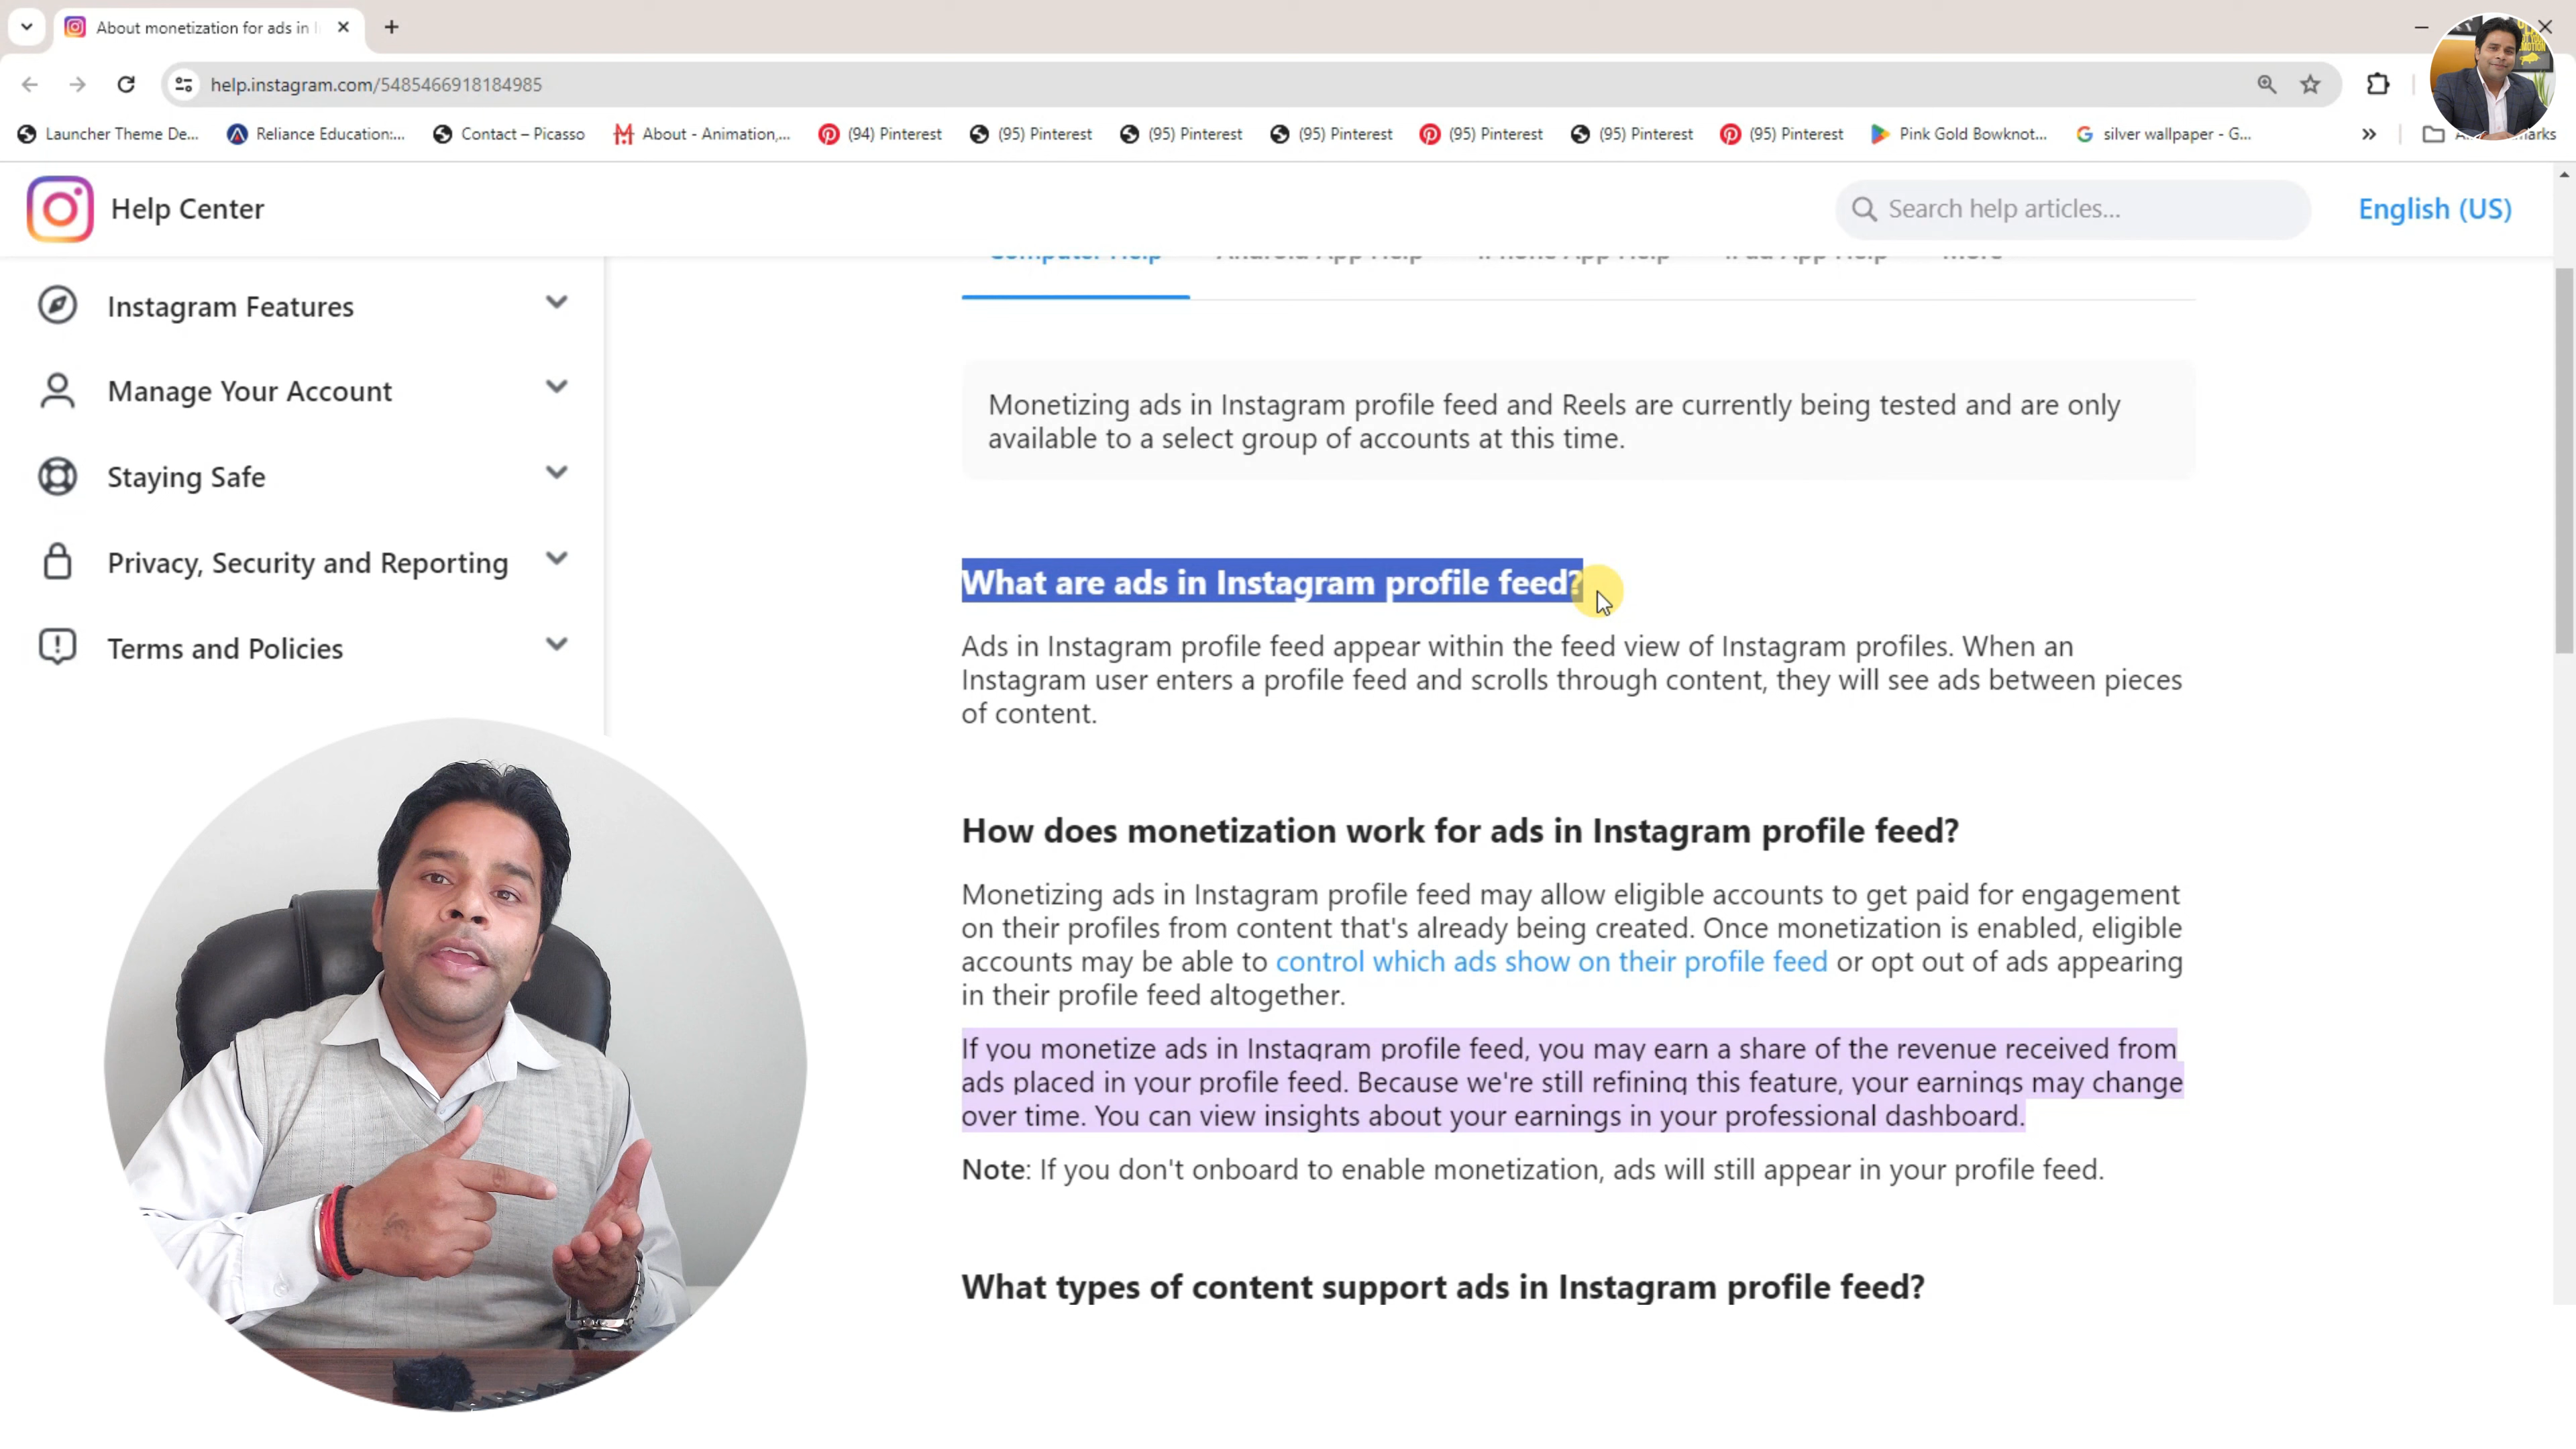 About monetization for ads in I
help.instagram.com/5485466918184985
Launcher Theme De...
Reliance Education:...
Contact – Picasso
About - Animation,...
(94) Pinterest
(95) Pinterest
(95) Pinterest
(95) Pinterest
(95) Pinterest
(95) Pinterest
(95) Pinterest
Pink Gold Bowknot...
silver wallpaper - G...
Help Center
Search help articles...
English (US)
Computer Help
Android App Help
iPhone App Help
iPad App Help
More
Instagram Features
Manage Your Account
Staying Safe
Privacy, Security and Reporting
Terms and Policies
Monetizing ads in Instagram profile feed and Reels are currently being tested and are only
available to a select group of accounts at this time.
What are ads in Instagram profile feed?
Ads in Instagram profile feed appear within the feed view of Instagram profiles. When an
Instagram user enters a profile feed and scrolls through content, they will see ads between pieces
of content.
How does monetization work for ads in Instagram profile feed?
Monetizing ads in Instagram profile feed may allow eligible accounts to get paid for engagement
on their profiles from content that's already being created. Once monetization is enabled, eligible
accounts may be able to control which ads show on their profile feed or opt out of ads appearing
in their profile feed altogether.
If you monetize ads in Instagram profile feed, you may earn a share of the revenue received from
ads placed in your profile feed. Because we're still refining this feature, your earnings may change
over time. You can view insights about your earnings in your professional dashboard.
Note: If you don't onboard to enable monetization, ads will still appear in your profile feed.
What types of content support ads in Instagram profile feed?